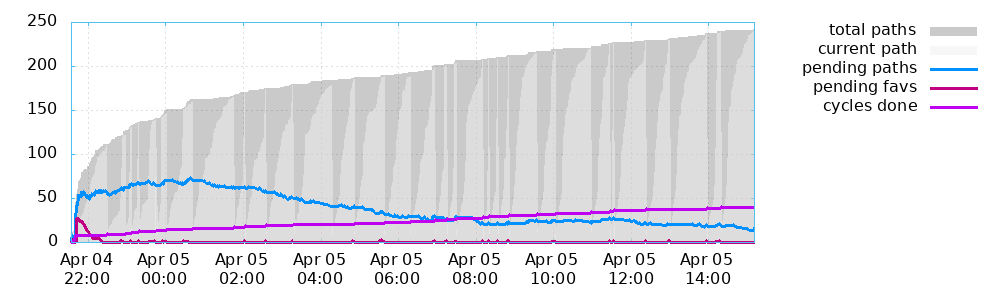 250
200
150
100
50
0
Apr 04 22:00
Apr 05 00:00
Apr 05 02:00
Apr 05 04:00
Apr 05 06:00
Apr 05 08:00
Apr 05 10:00
Apr 05 12:00
Apr 05 14:00
total paths
current path
pending paths
pending favs
cycles done